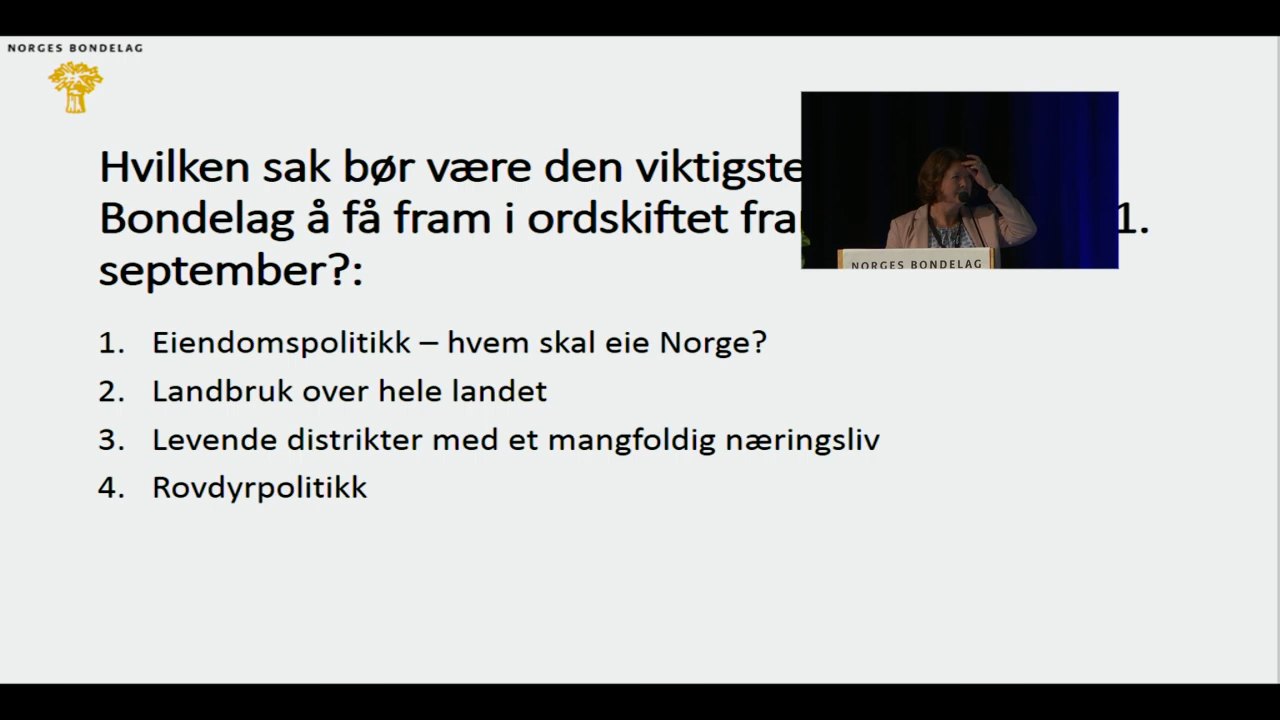 NORGES BONDELAG
Hvilken sak bør være den viktigste
Bondelag å få fram i ordskiftet 1.
september?:
1. Eiendomspolitikk – hvem skal eie Norge?
2. Landbruk over hele landet
3. Levende distrikter med et mangfoldig næringsliv
4. Rovdyrpolitikk
NORGES BONDELAG